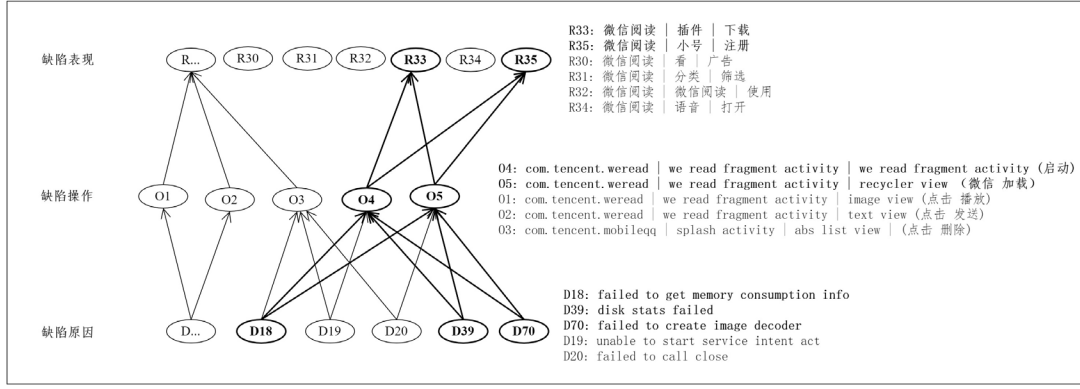 缺陷表现
R...
R30
R31
R32
R33
R34
R35
R33: 微信阅读 | 插件 | 下载
R35: 微信阅读 | 小号 | 注册
R30: 微信阅读 | 看 | 广告
R31: 微信阅读 | 分类 | 筛选
R32: 微信阅读 | 微信阅读 | 使用
R34: 微信阅读 | 语音 | 打开
缺陷操作
O1
O2
O3
O4
O5
O4: com.tencent.weread | we read fragment activity | we read fragment activity (启动)
O5: com.tencent.weread | we read fragment activity | recycler view (微信 加载)
O1: com.tencent.weread | we read fragment activity | image view (点击 播放)
O2: com.tencent.weread | we read fragment activity | text view (点击 发送)
O3: com.tencent.mobileqq | splash activity | abs list view | (点击 删除)
缺陷原因
D...
D18
D19
D20
D39
D70
D18: failed to get memory consumption info
D39: disk stats failed
D70: failed to create image decoder
D19: unable to start service intent act
D20: failed to call close